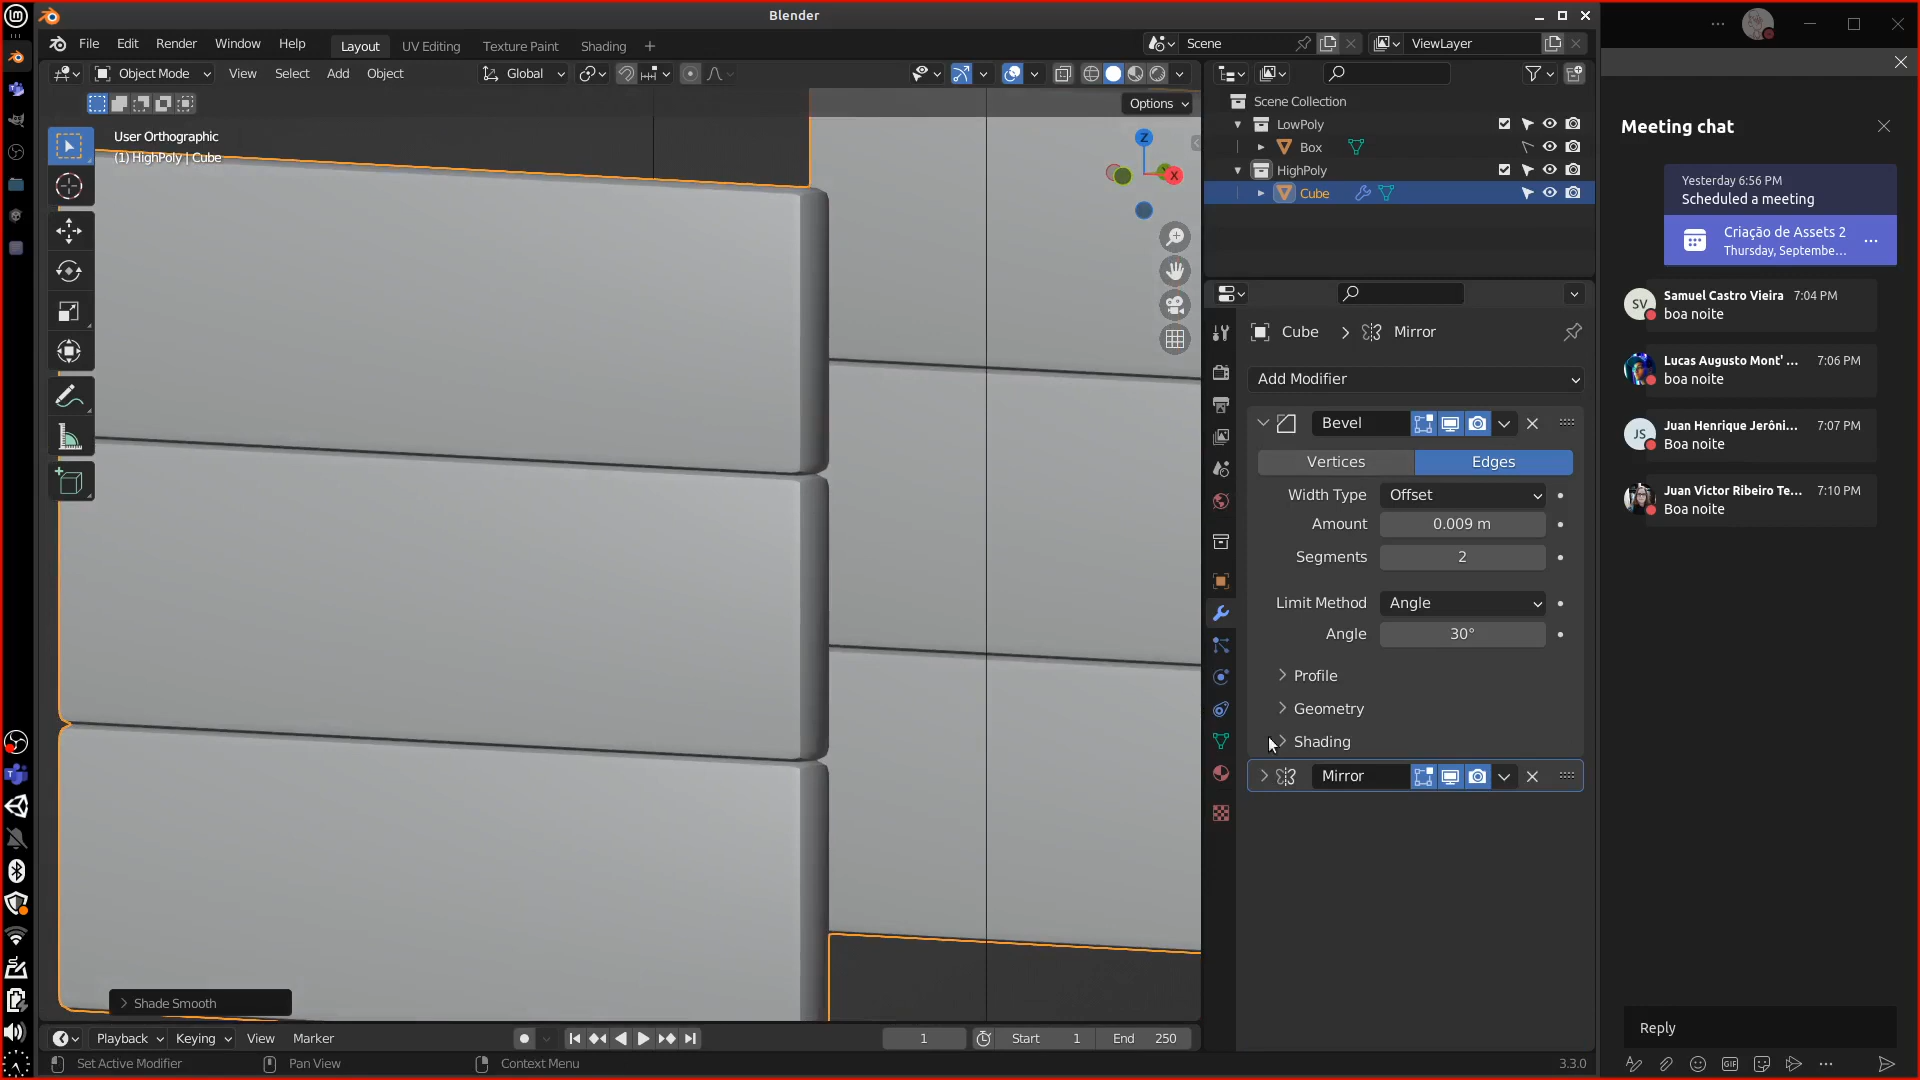 Blender
File Edit Render Window Help Layout UV Editing Texture Paint Shading Scene ViewLayer
Object Mode View Select Add Object Global
Options
User Orthographic
(1) HighPoly | Cube
Z
X
Scene Collection
LowPoly
Box
HighPoly
Cube
Cube Mirror
Add Modifier
Bevel
Vertices Edges
Width Type Offset
Amount 0.009 m
Segments 2
Limit Method Angle
Angle 30°
Profile
Geometry
Shading
Mirror
Shade Smooth
Playback Keying View Marker 1 Start 1 End 250
Set Active Modifier Pan View Context Menu 3.3.0
Meeting chat
Yesterday 6:56 PM
Scheduled a meeting
Criação de Assets 2
Thursday, Septembe...
SV
Samuel Castro Vieira 7:04 PM
boa noite
Lucas Augusto Mont' ... 7:06 PM
boa noite
JS
Juan Henrique Jerôni... 7:07 PM
Boa noite
Juan Victor Ribeiro Te... 7:10 PM
Boa noite
Reply
GIF